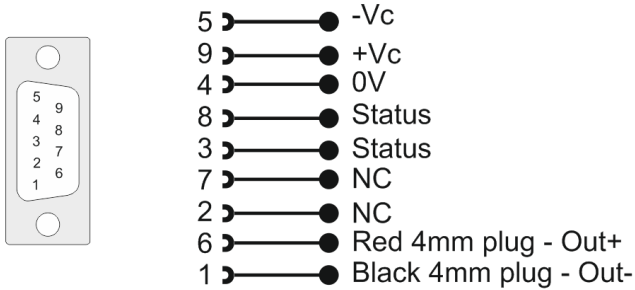 5 -Vc
9 +Vc
4 0V
8 Status
3 Status
7 NC
2 NC
6 Red 4mm plug - Out+
1 Black 4mm plug - Out-
5
9
4
8
3
7
2
6
1